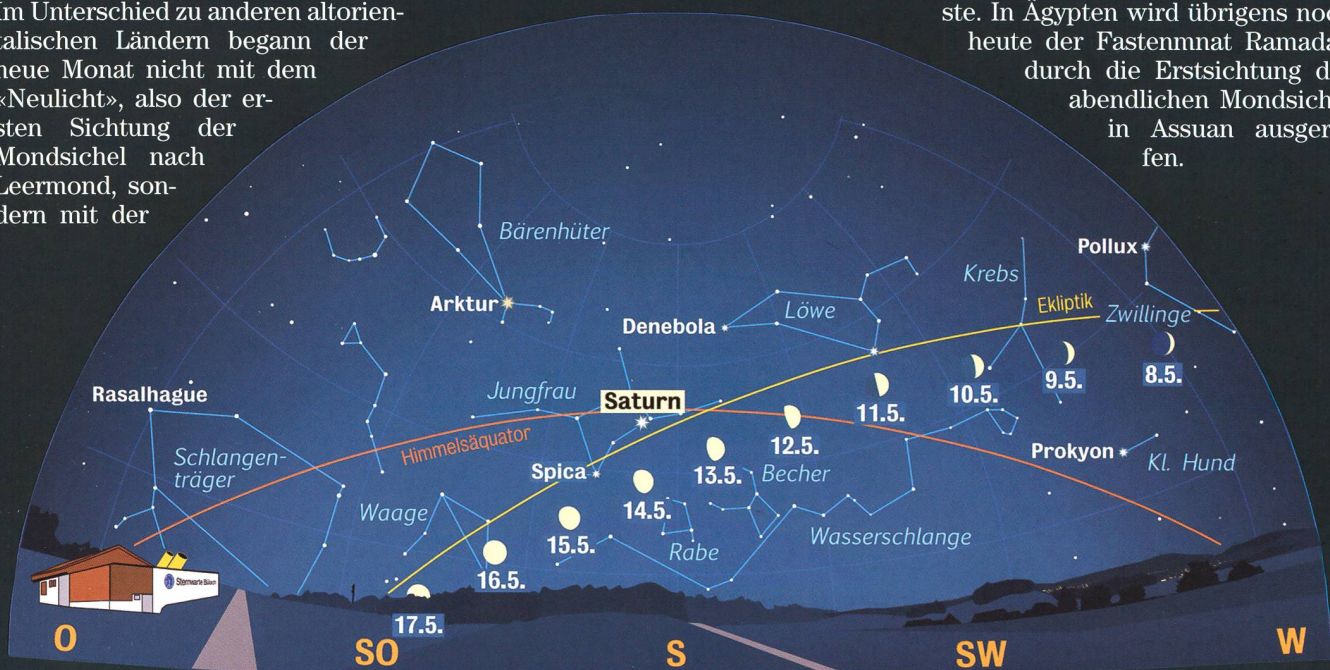 Im Unterschied zu anderen altorien-
talischen Ländern begann der
neue Monat nicht mit dem
«Neulicht», also der er-
sten Sichtung der
Mondsichel nach
Leermond, son-
dern mit der
ste. In Ägypten wird übrigens noc
heute der Fastenmnat Ramada
durch die Erstsichtung d
abendlichen Mondsich
in Assuan ausger
fen.
Bärenhüter
Pollux
Krebs
Arktur
Ekliptik
Löwe
Zwillinge
Denebola
8.5.
9.5.
10.5.
11.5.
Rasalhague
Jungfrau
Saturn
12.5.
Himmelsäquator
Prokyon
Kl. Hund
Schlangen-
träger
Spica
13.5.
Becher
14.5.
Waage
15.5.
Rabe
Wasserschlange
16.5.
Sternwarte Bülach
17.5.
O
SO
S
SW
W